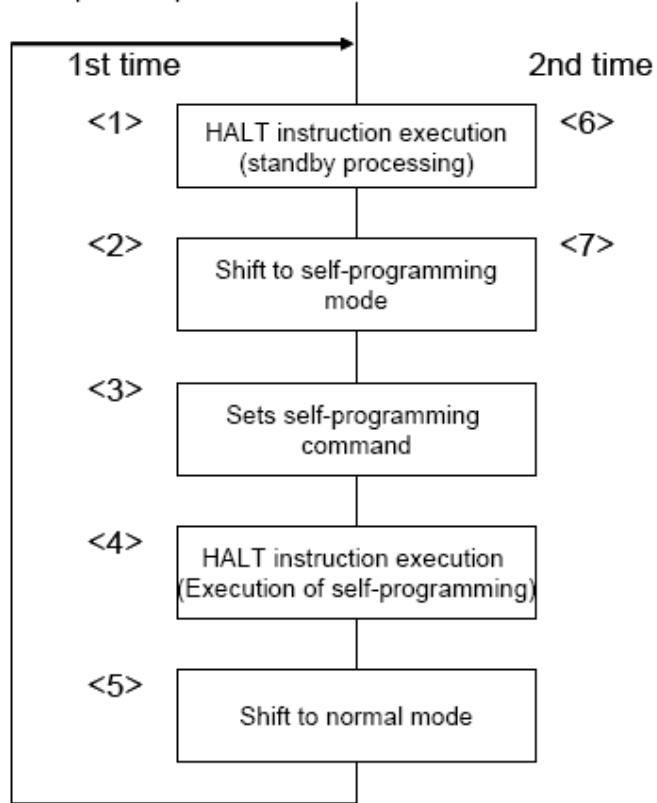 1st time
2nd time
<1>
HALT instruction execution
(standby processing)
<6>
<2>
Shift to self-programming
mode
<7>
<3>
Sets self-programming
command
<4>
HALT instruction execution
(Execution of self-programming)
<5>
Shift to normal mode